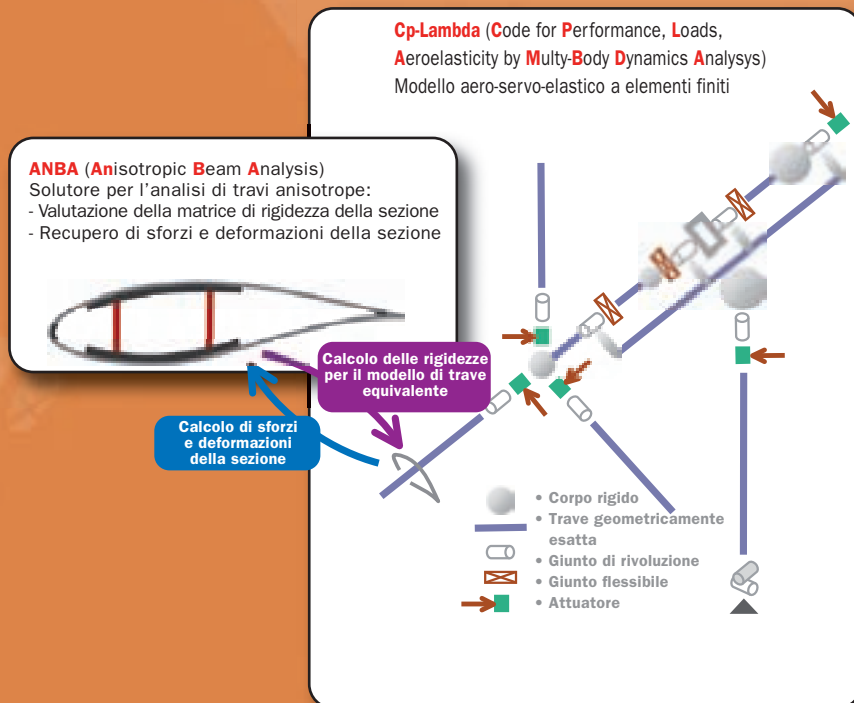 Cp-Lambda (Code for Performance, Loads,
Aeroelasticity by Multy-Body Dynamics Analysys)
Modello aero-servo-elastico a elementi finiti
ANBA (Anisotropic Beam Analysis)
Solutore per l'analisi di travi anisotrope:
- Valutazione della matrice di rigidezza della sezione
- Recupero di sforzi e deformazioni della sezione
Calcolo delle rigidezze
per il modello di trave
equivalente
Calcolo di sforzi
e deformazioni
della sezione
• Corpo rigido
• Trave geometricamente
esatta
• Giunto di rivoluzione
• Giunto flessibile
• Attuatore